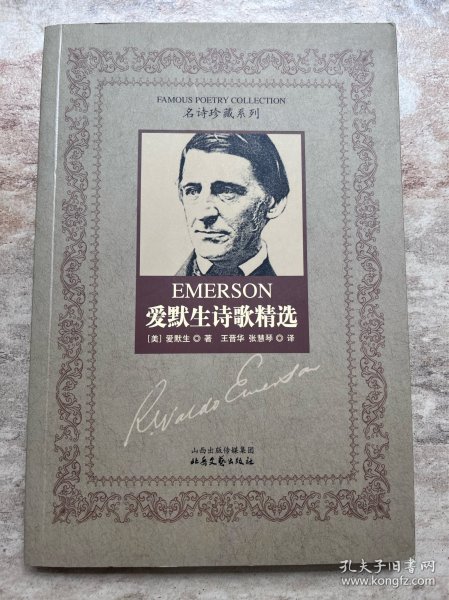 FAMOUS POETRY COLLECTION
名诗珍藏系列
EMERSON
爱默生诗歌精选
[美] 爱默生 ◎ 著 王晋华 张慧琴 ◎ 译
R. Waldo Emerson
山西出版传媒集团
北岳文艺出版社
孔夫子旧书网
www.kongfz.com